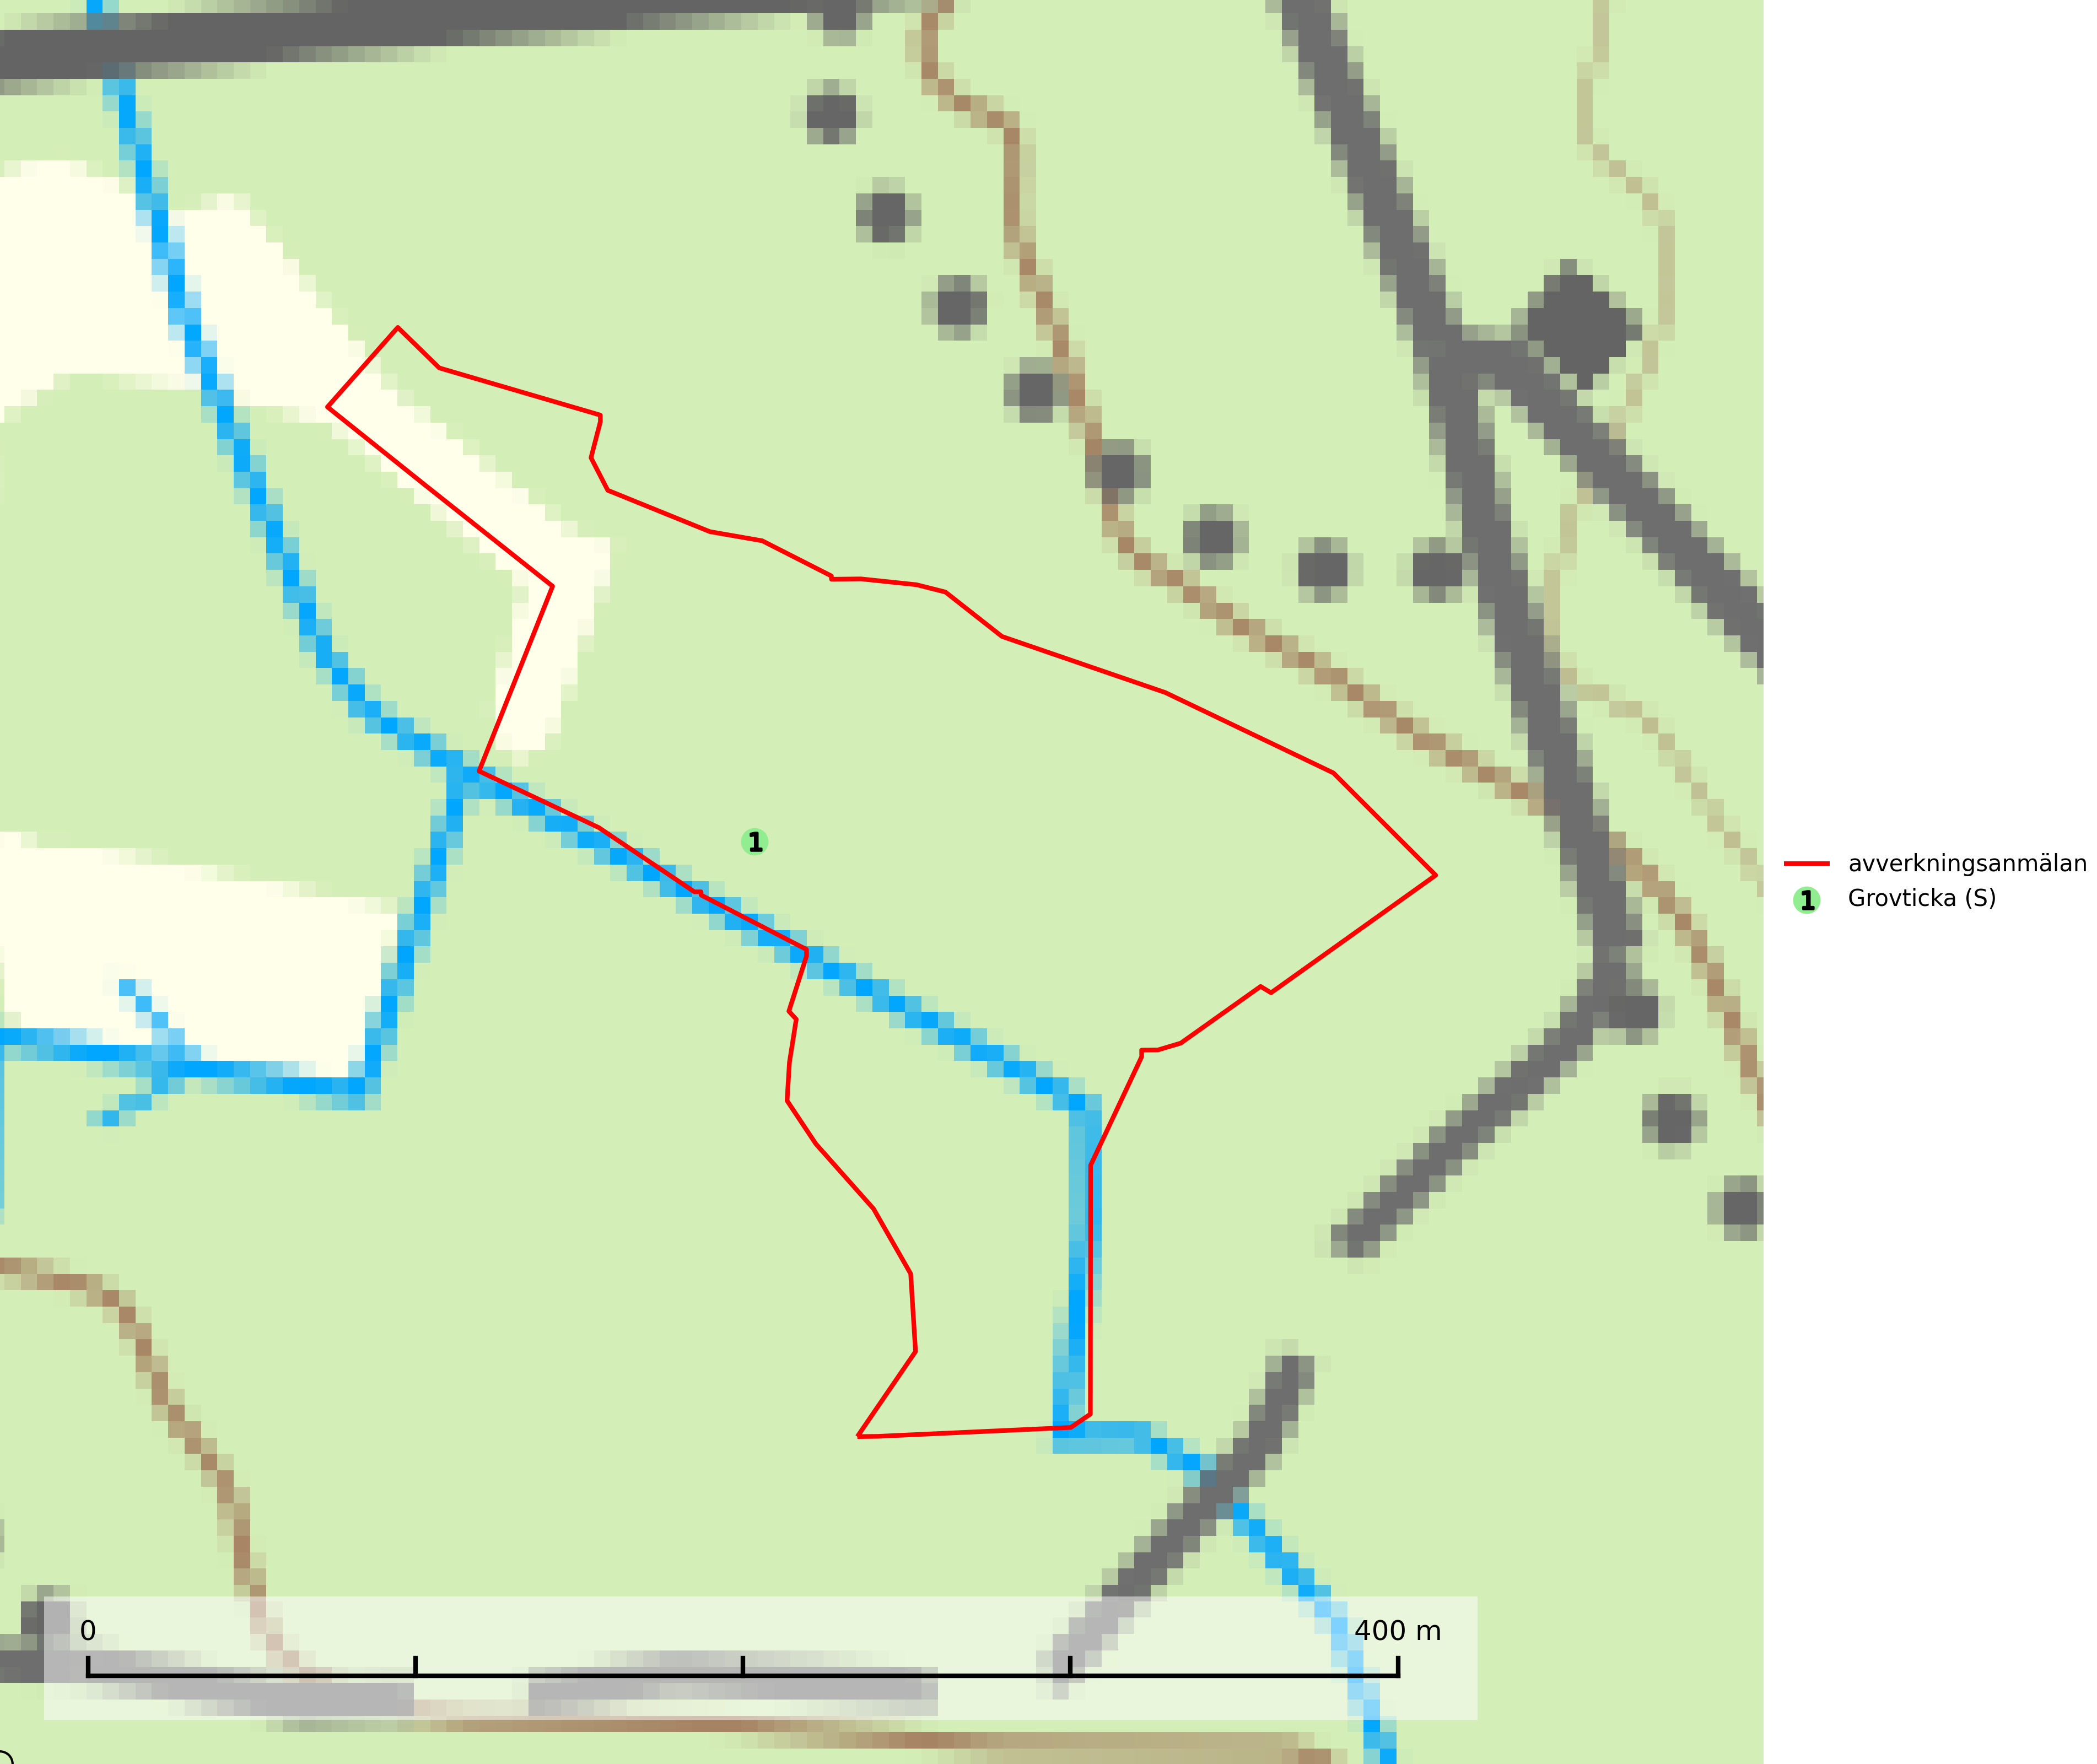 1
avverkningsanmälan
1 Grovticka (S)
0 400 m